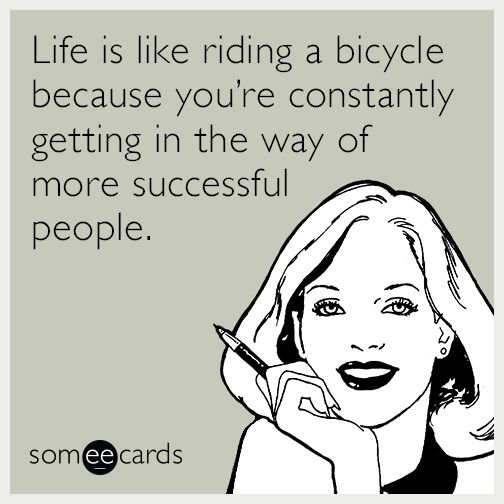 Life is like riding a bicycle
because you’re constantly
getting in the way of
more successful
people.
someecards